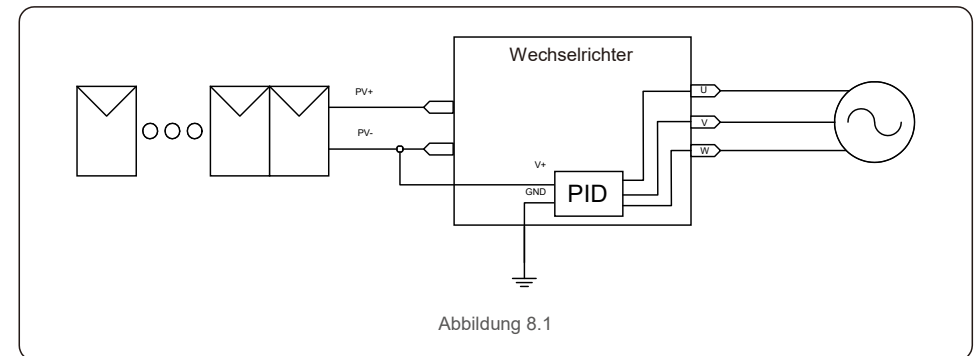 Wechselrichter
PV+
PV-
U
V
W
V+
GND
PID
Abbildung 8.1